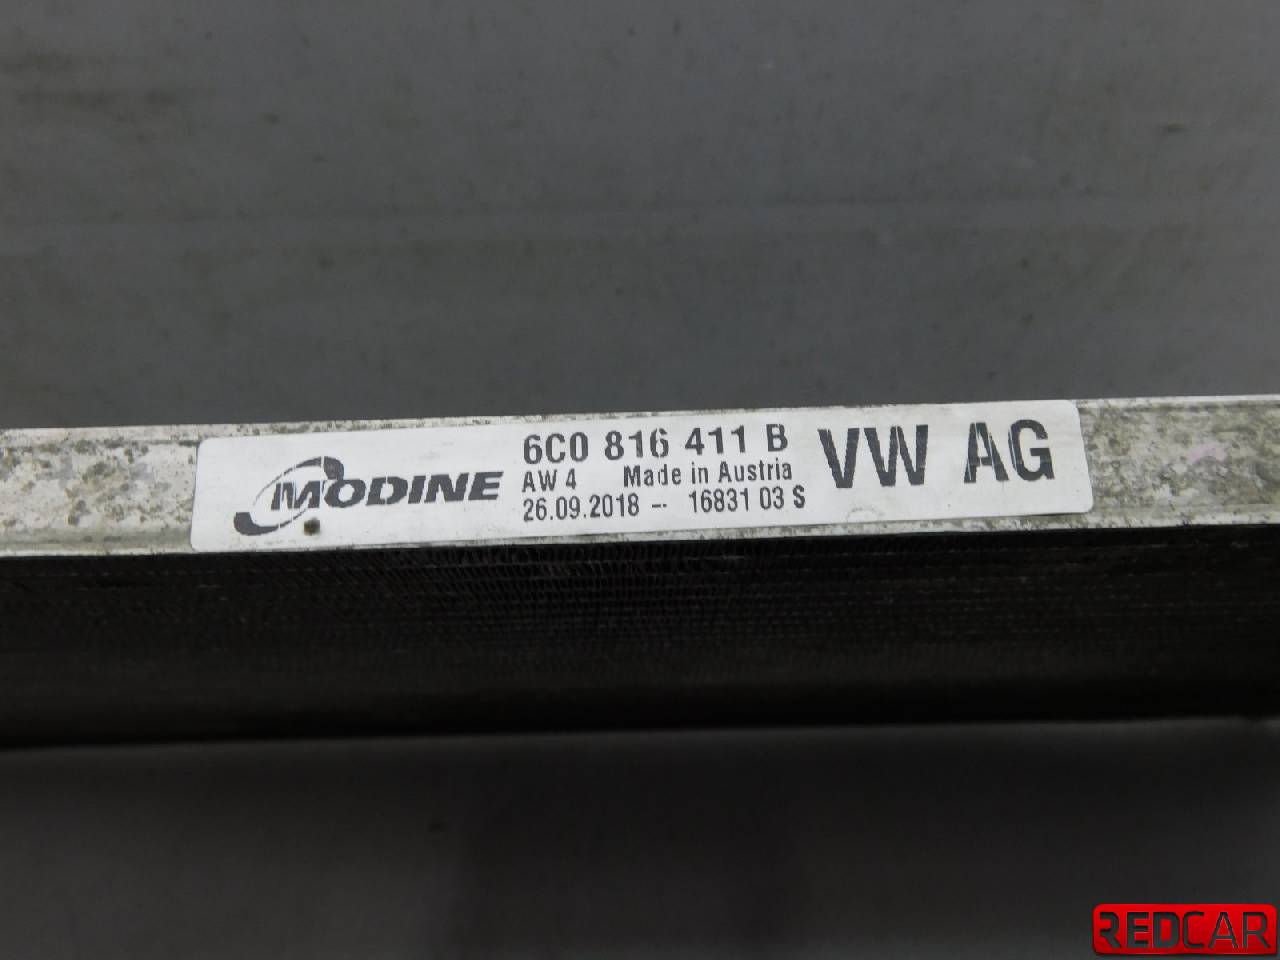 MODINE
6C0 816 411 B
AW 4 Made in Austria
26.09.2018 -- 16831 03 S
VW AG
REDCAR